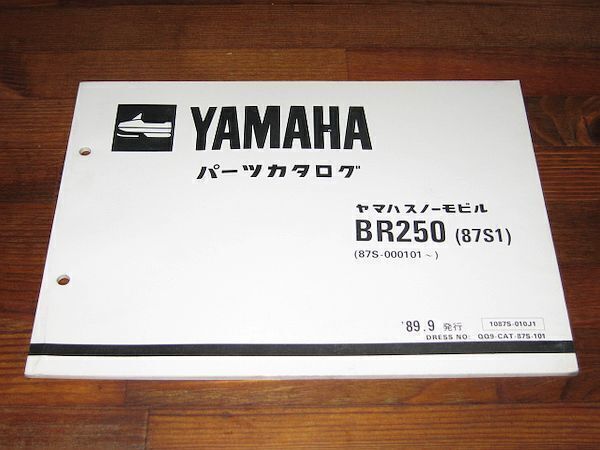 YAMAHA
パーツカタログ
ヤマハ スノーモビル
BR250 (87S1)
(87S-000101~)
'89.9 発行
1087S-010J1
DRESS NO: QQ9-CAT-87S-101